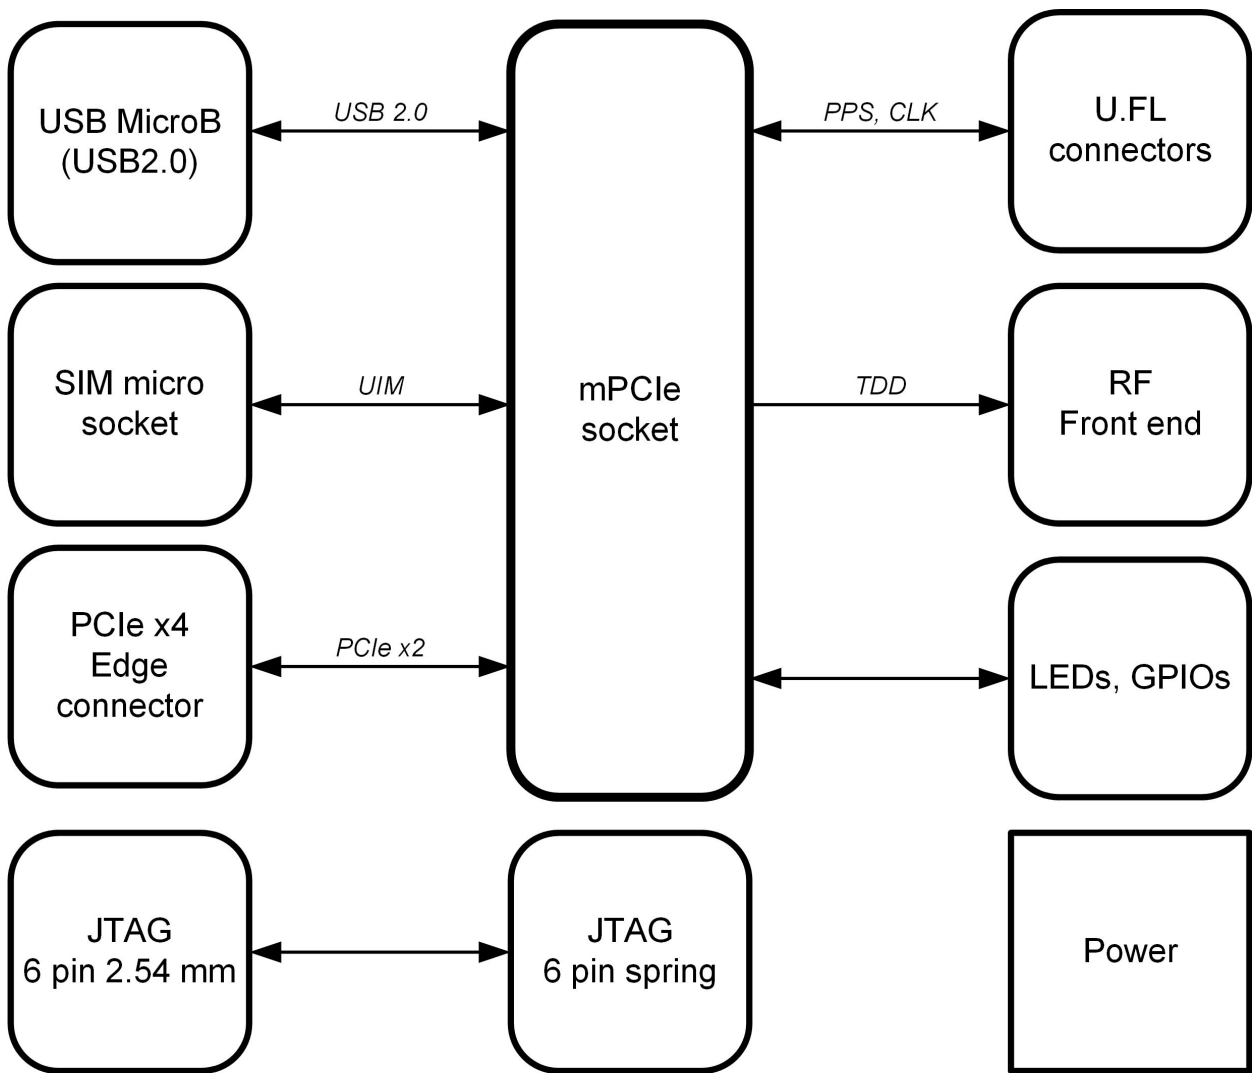 USB MicroB
(USB2.0)
USB 2.0
PPS, CLK
U.FL
connectors
SIM micro
socket
UIM
mPCIe
socket
TDD
RF
Front end
PCIe x4
Edge
connector
PCIe x2
LEDs, GPIOs
JTAG
6 pin 2.54 mm
JTAG
6 pin spring
Power